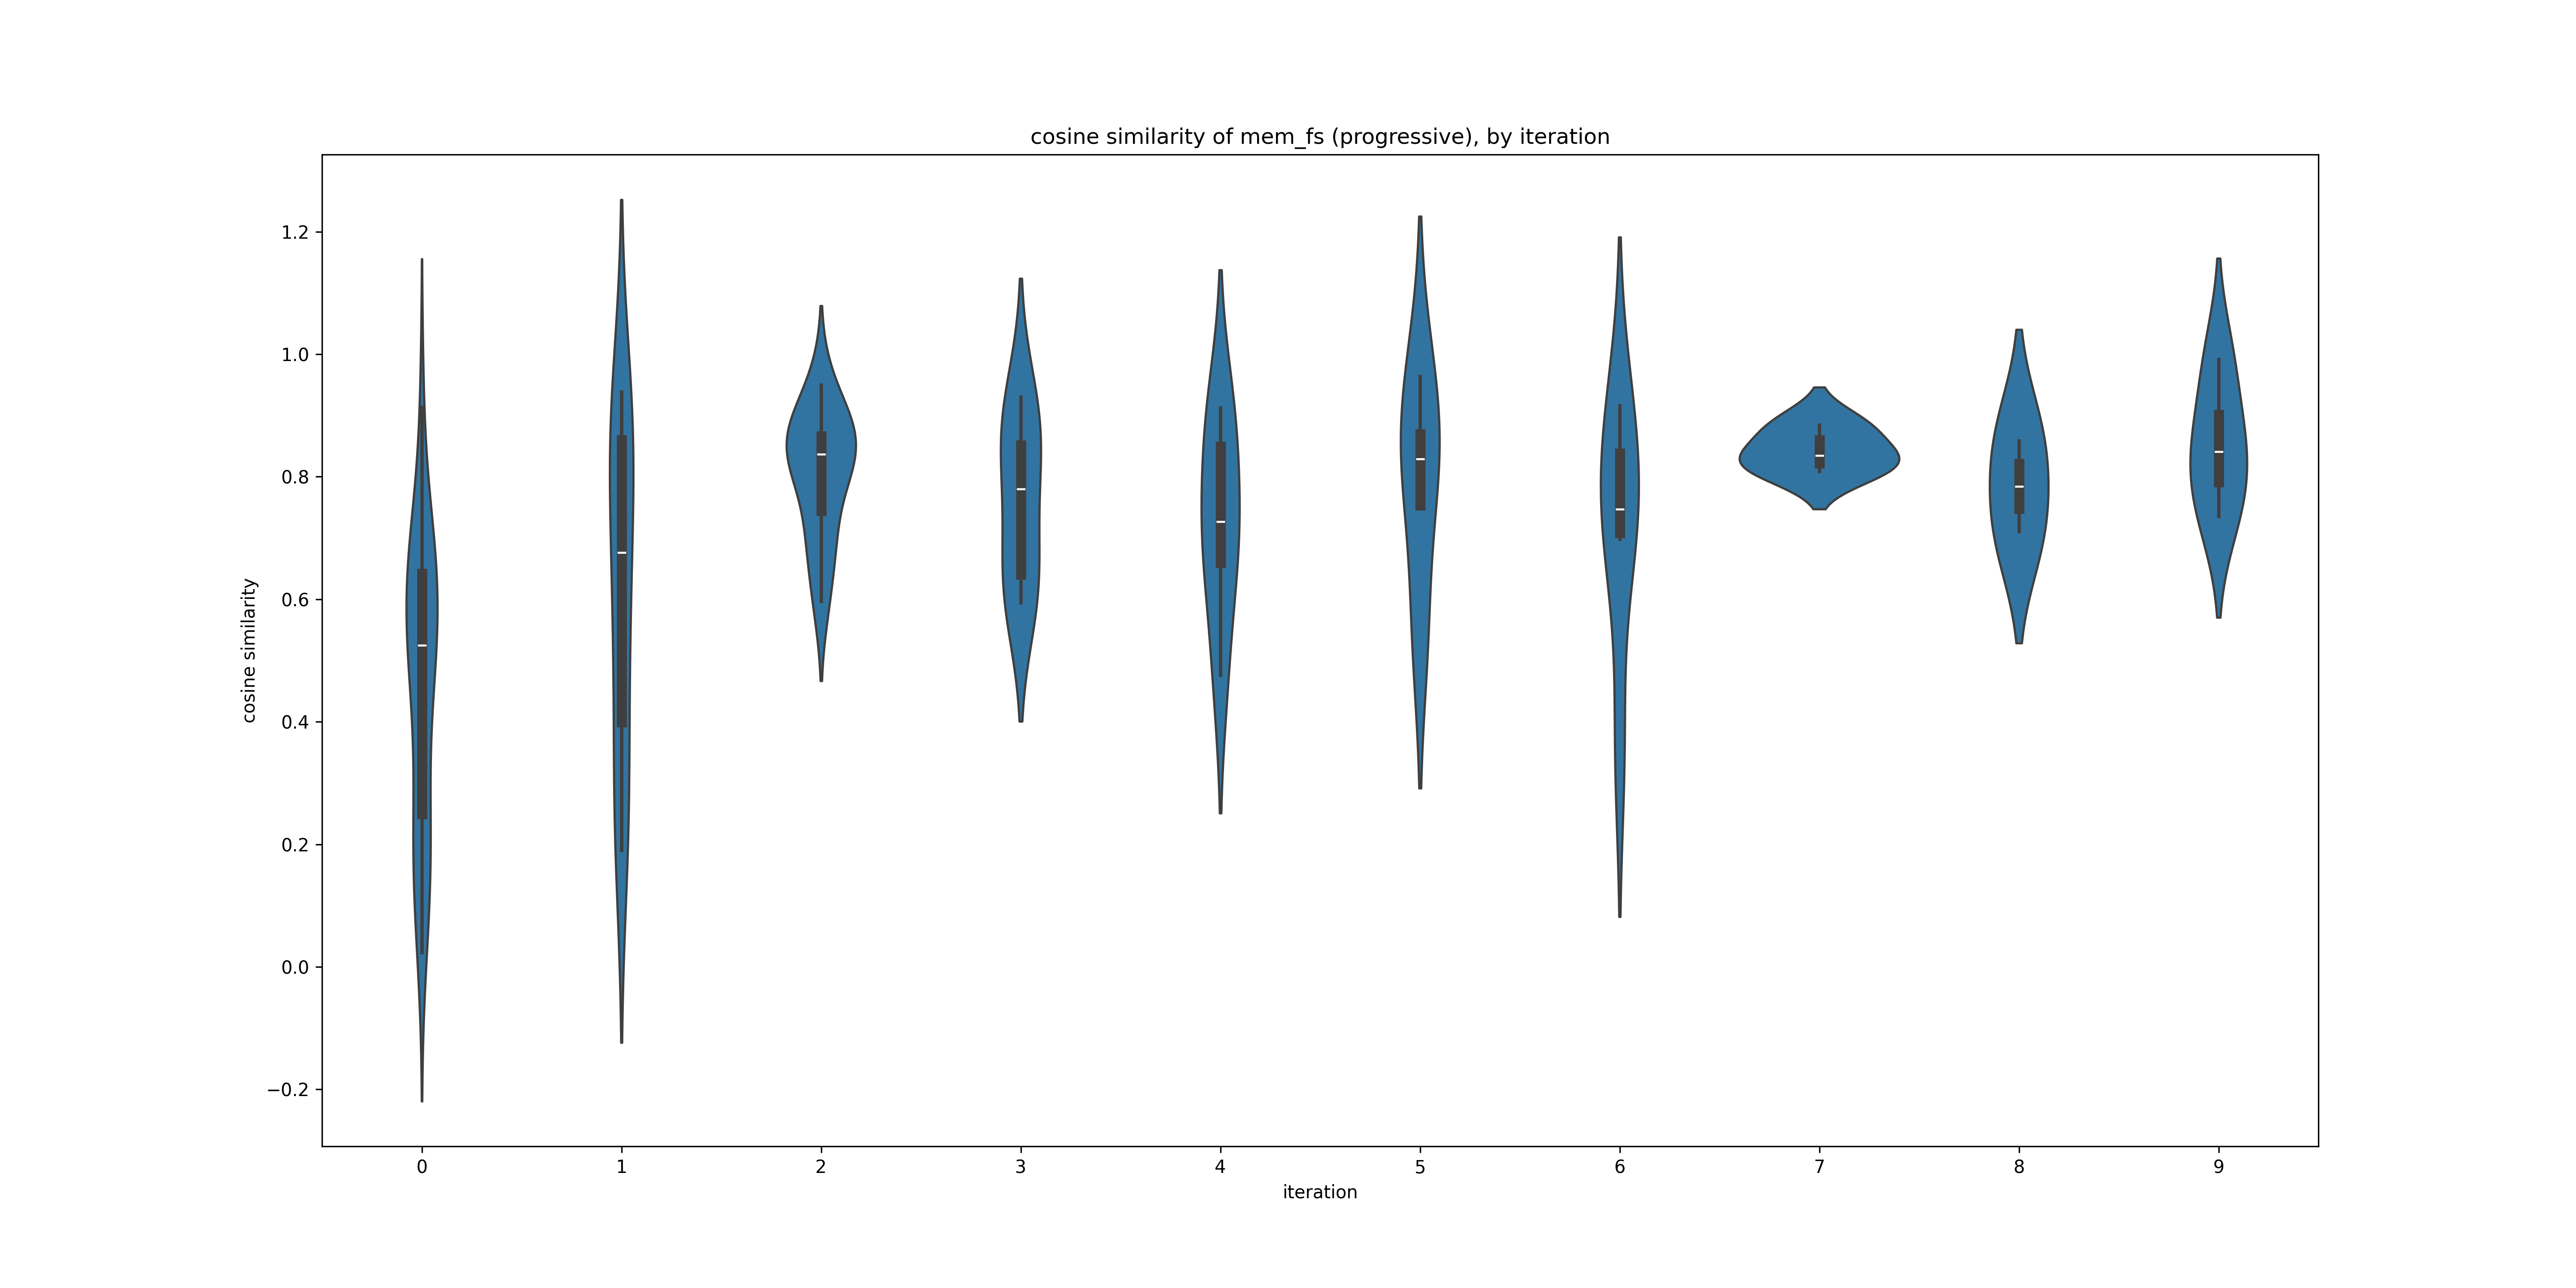 cosine similarity of mem_fs (progressive), by iteration
cosine similarity
1.2
1.0
0.8
0.6
0.4
0.2
0.0
−0.2
0 1 2 3 4 5 6 7 8 9
iteration